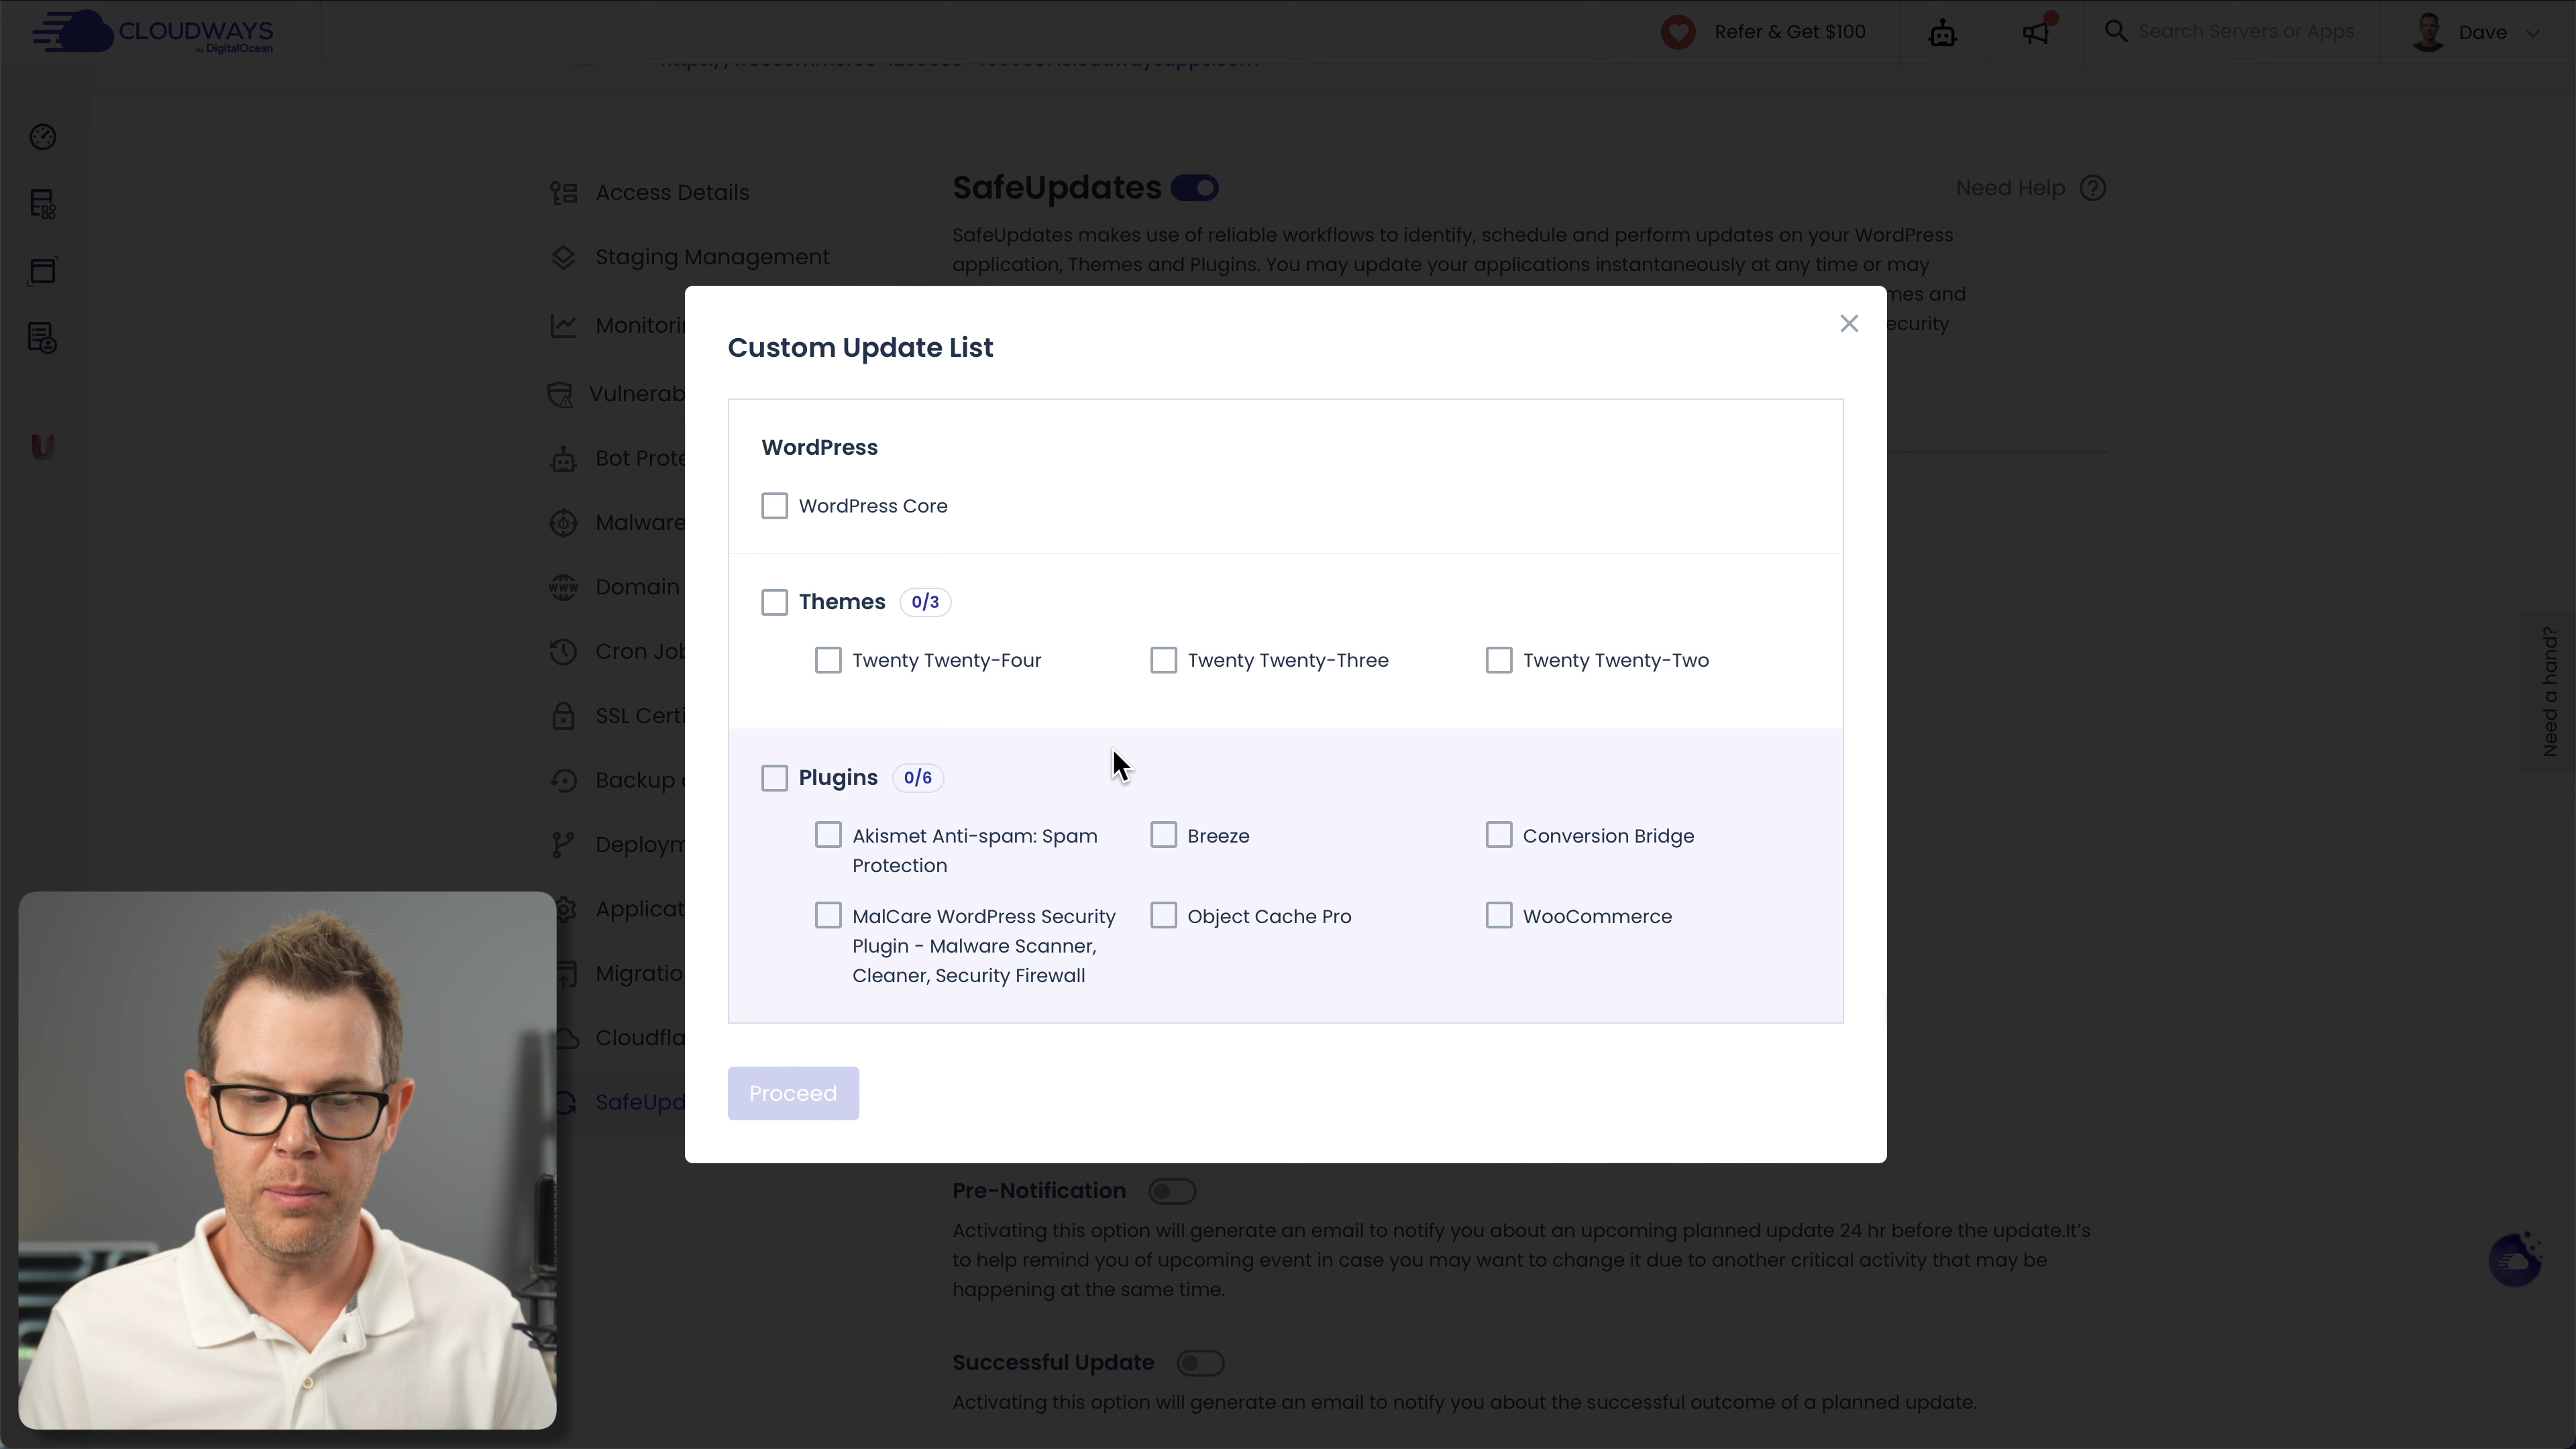 CLOUDWAYS
by DigitalOcean
Refer & Get $100
Search Servers or Apps
Dave
Access Details
Staging Management
Monitori
Vulnerab
Bot Prote
Malware
Domain
Cron Job
SSL Certi
Backup
Deploym
Applicat
Migratio
Cloudfla
SafeUpd
SafeUpdates
Need Help
SafeUpdates makes use of reliable workflows to identify, schedule and perform updates on your WordPress
application, Themes and Plugins. You may update your applications instantaneously at any time or may
mes and
ecurity
Custom Update List
WordPress
WordPress Core
Themes 0/3
Twenty Twenty-Four
Twenty Twenty-Three
Twenty Twenty-Two
Plugins 0/6
Akismet Anti-spam: Spam
Protection
Breeze
Conversion Bridge
MalCare WordPress Security
Plugin - Malware Scanner,
Cleaner, Security Firewall
Object Cache Pro
WooCommerce
Proceed
Need a hand?
Pre-Notification
Activating this option will generate an email to notify you about an upcoming planned update 24 hr before the update.It's
to help remind you of upcoming event in case you may want to change it due to another critical activity that may be
happening at the same time.
Successful Update
Activating this option will generate an email to notify you about the successful outcome of a planned update.